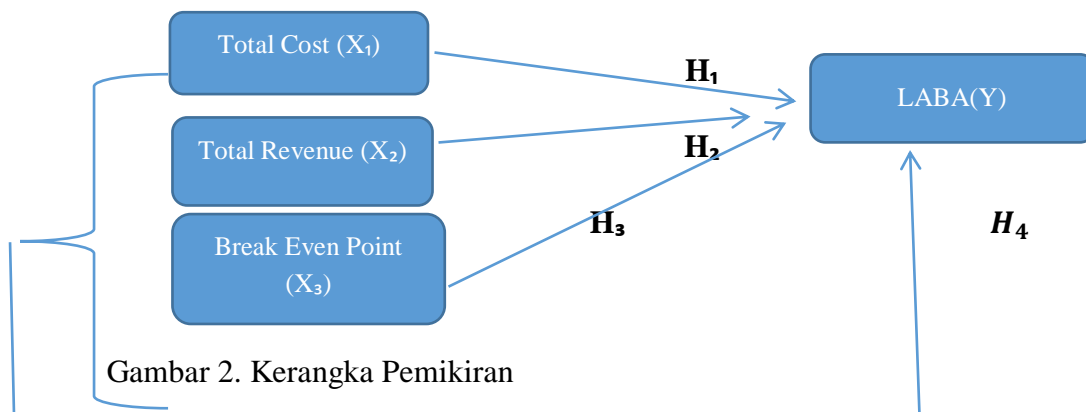 Total Cost (X₁)
H₁
LABA(Y)
Total Revenue (X₂)
H₂
Break Even Point
(X₃)
H₃
H₄
Gambar 2. Kerangka Pemikiran